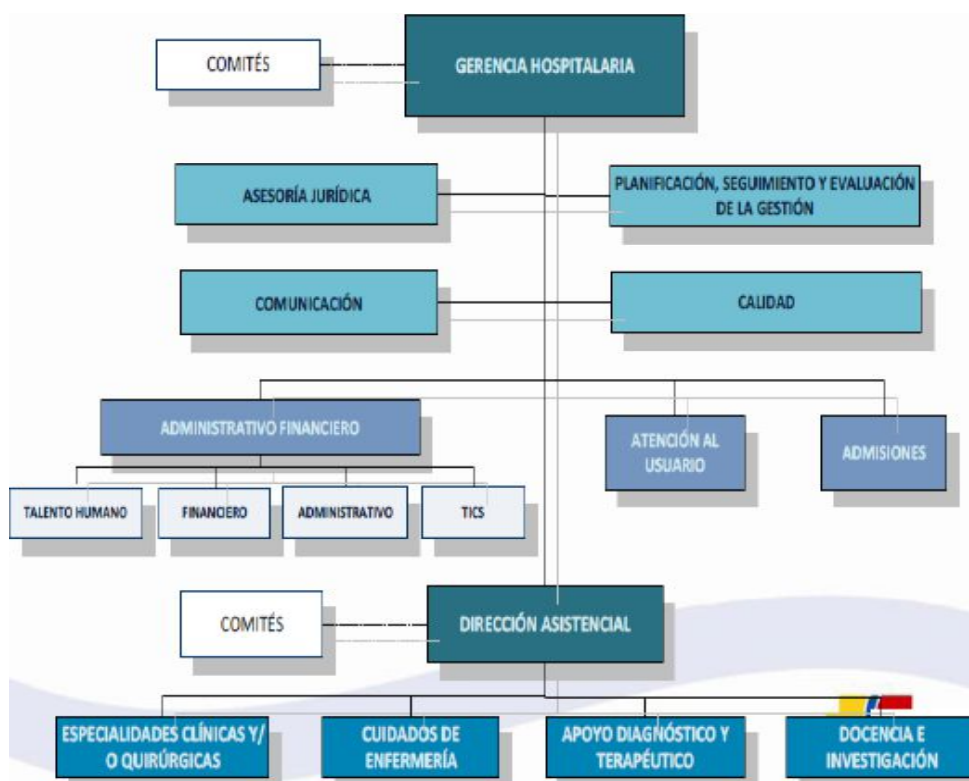 COMITÉS
GERENCIA HOSPITALARIA
ASESORÍA JURÍDICA
PLANIFICACIÓN, SEGUIMIENTO Y EVALUACIÓN
DE LA GESTIÓN
COMUNICACIÓN
CALIDAD
ADMINISTRATIVO FINANCIERO
ATENCIÓN AL
USUARIO
ADMISIONES
TALENTO HUMANO
FINANCIERO
ADMINISTRATIVO
TICS
COMITÉS
DIRECCIÓN ASISTENCIAL
ESPECIALIDADES CLÍNICAS Y/
O QUIRÚRGICAS
CUIDADOS DE
ENFERMERÍA
APOYO DIAGNÓSTICO Y
TERAPÉUTICO
DOCENCIA E
INVESTIGACIÓN